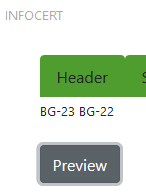 INFOCERT
Header
BG-23 BG-22
Preview